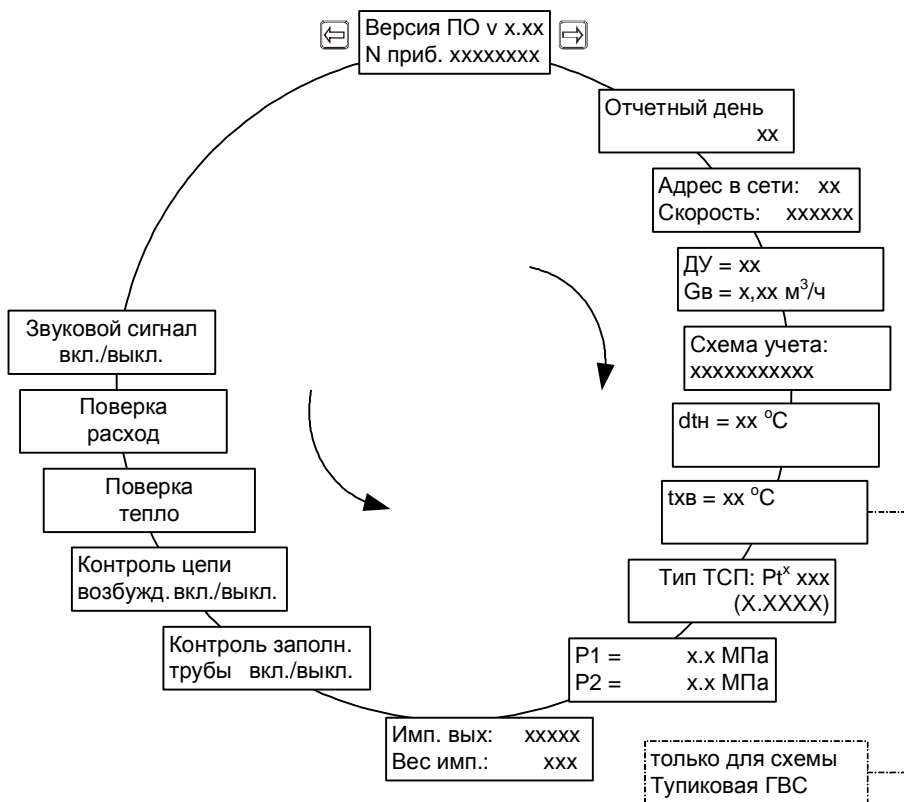 Версия ПО v x.xx
N приб. xxxxxxxx
Отчетный день
xx
Адрес в сети: xx
Скорость: xxxxxx
ДУ = xx
Gв = x,xx м³/ч
Схема учета:
xxxxxxxxxxx
dtн = xx °C
tхв = xx °C
Тип ТСП: Ptˣ xxx
(X.XXXX)
P1 = x.x МПа
P2 = x.x МПа
Имп. вых: xxxxx
Вес имп.: xxx
только для схемы
Тупиковая ГВС
Контроль заполн.
трубы вкл./выкл.
Контроль цепи
возбужд. вкл./выкл.
Поверка
тепло
Поверка
расход
Звуковой сигнал
вкл./выкл.